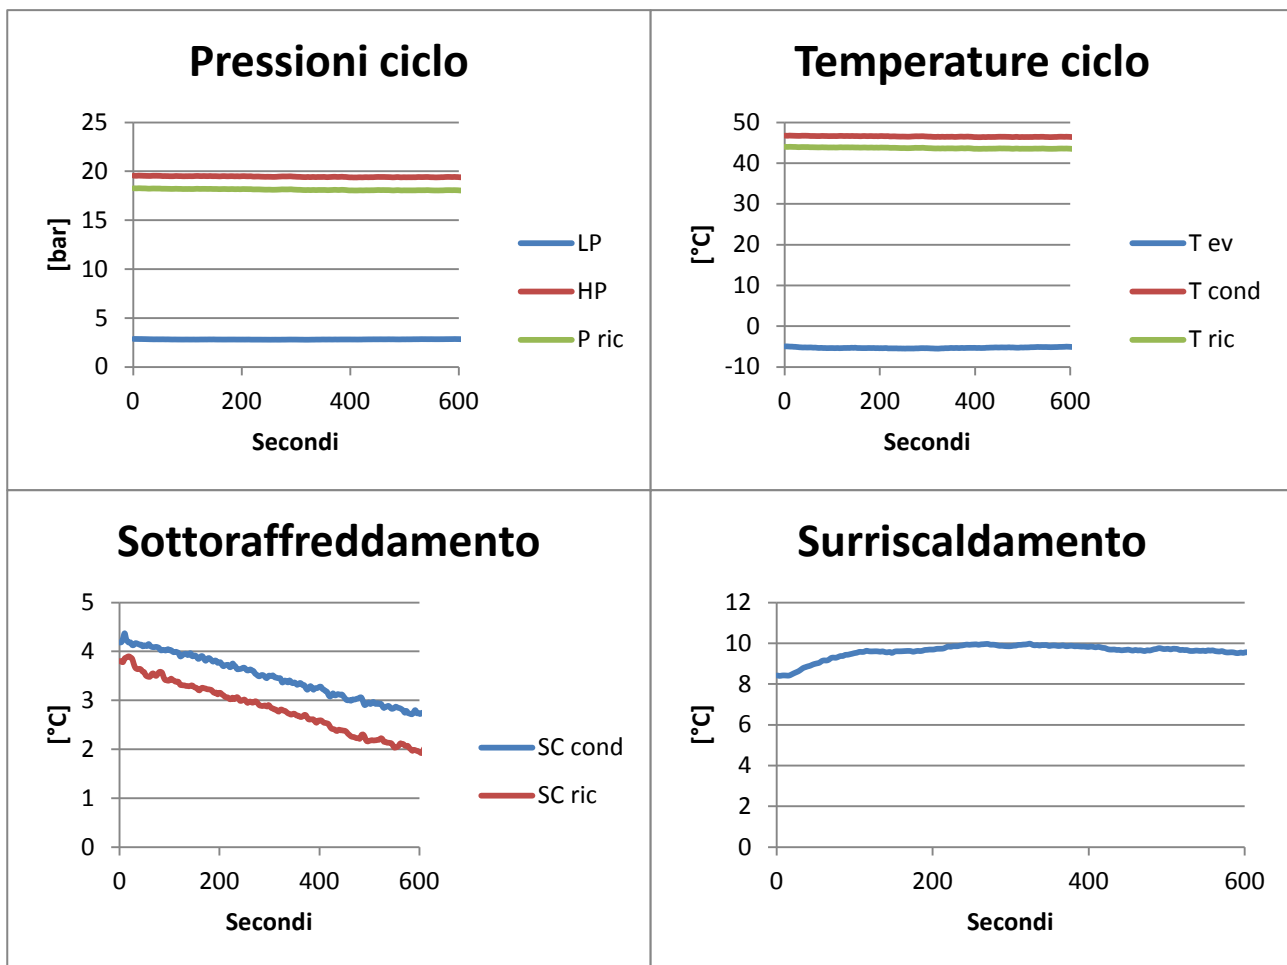 Pressioni ciclo
25
20
15
10
5
0
[bar]
0 200 400 600
Secondi
LP
HP
P ric
Temperature ciclo
50
40
30
20
10
0
-10
[°C]
0 200 400 600
Secondi
T ev
T cond
T ric
Sottoraffreddamento
5
4
3
2
1
0
[°C]
0 200 400 600
Secondi
SC cond
SC ric
Surriscaldamento
12
10
8
6
4
2
0
[°C]
0 200 400 600
Secondi